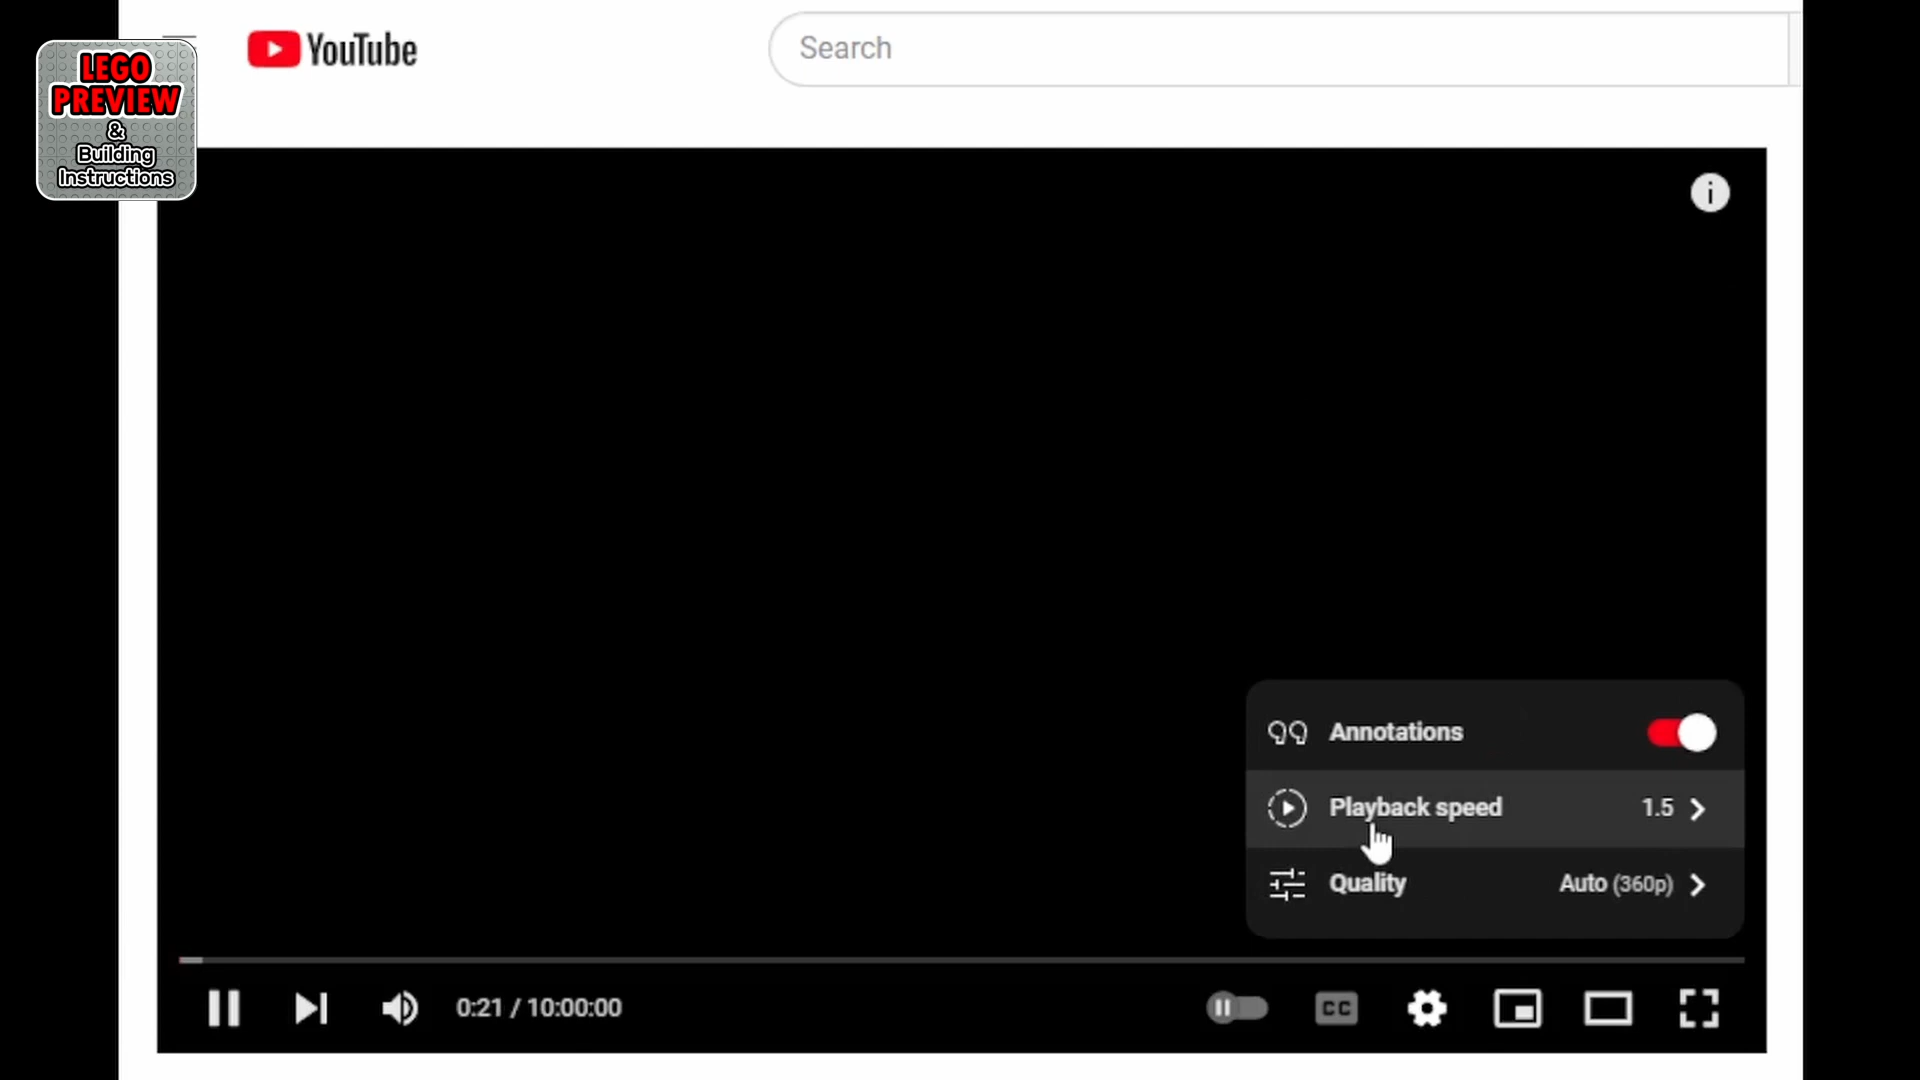 YouTube
Search
LEGO
PREVIEW
&
Building
Instructions
i
Annotations
Playback speed 1.5
Quality Auto (360p)
0:21 / 10:00:00
CC